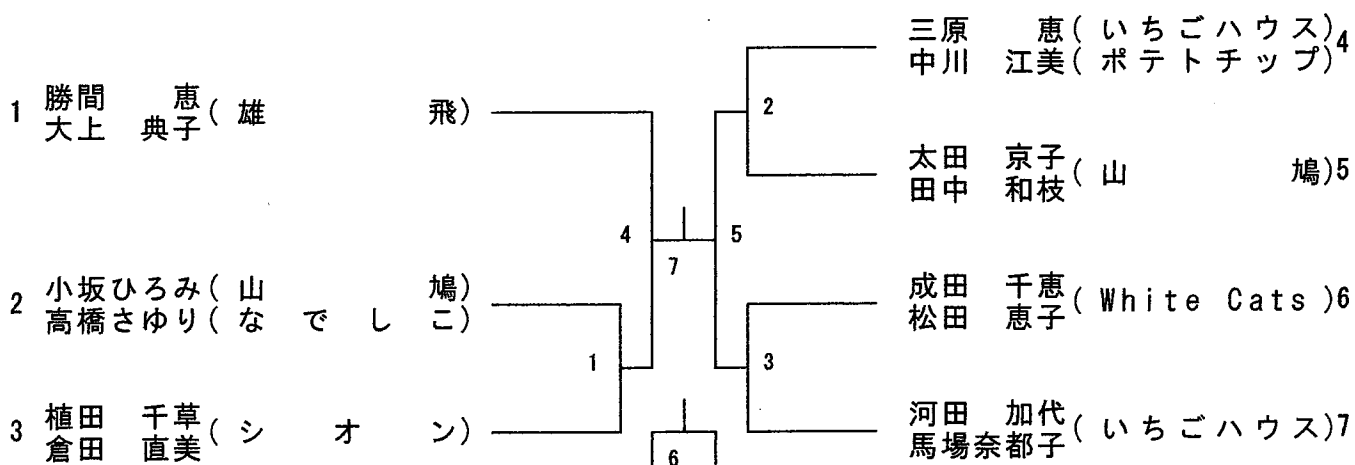 1 勝間 恵(雄 飛)
大上 典子
2 小坂ひろみ(山 鳩)
高橋さゆり(なでしこ)
3 植田 千草(シオン)
倉田 直美
4
1
7
6
5
2
3
三原 恵(いちごハウス)4
中川 江美(ポテトチップ)
太田 京子(山 鳩)5
田中 和枝
成田 千恵(White Cats)6
松田 恵子
河田 加代(いちごハウス)7
馬場奈都子